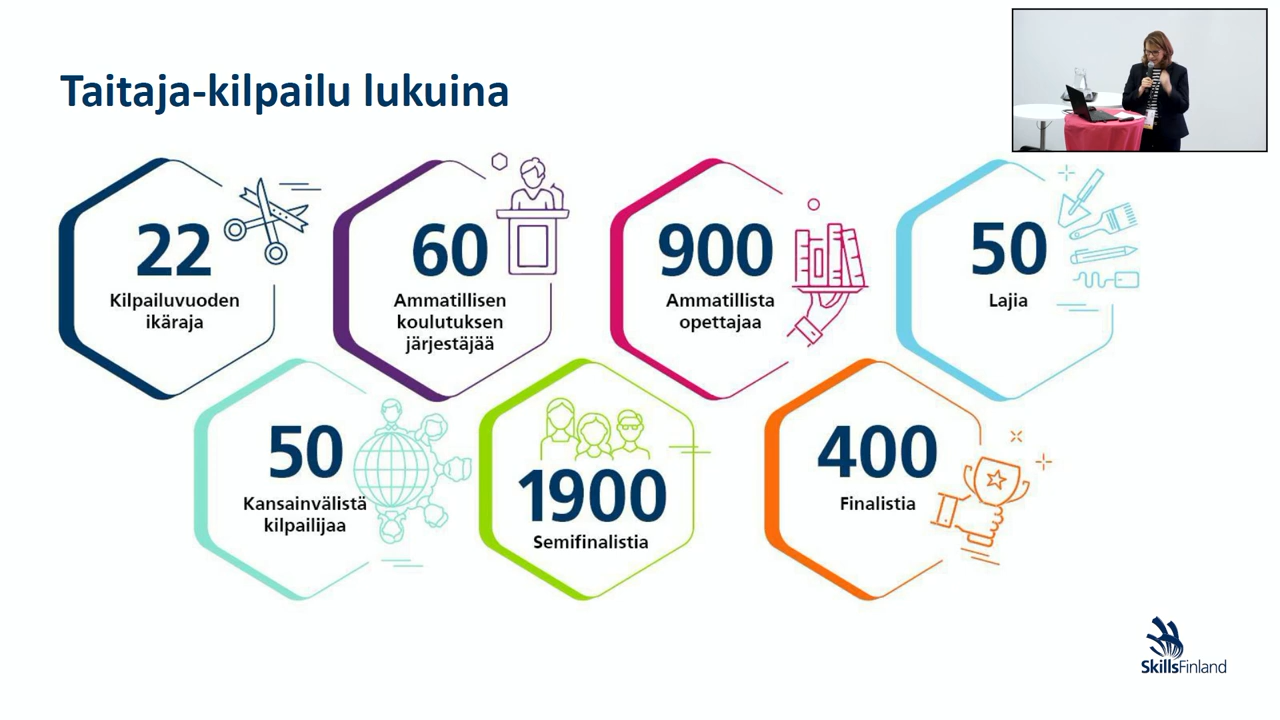 Taitaja-kilpailu lukuina
22
Kilpailuvuoden
ikäraja
60
Ammatillisen
koulutuksen
järjestäjää
900
Ammatillista
opettajaa
50
Lajia
50
Kansainvälistä
kilpailijaa
1900
Semifinalistia
400
Finalistia
SkillsFinland